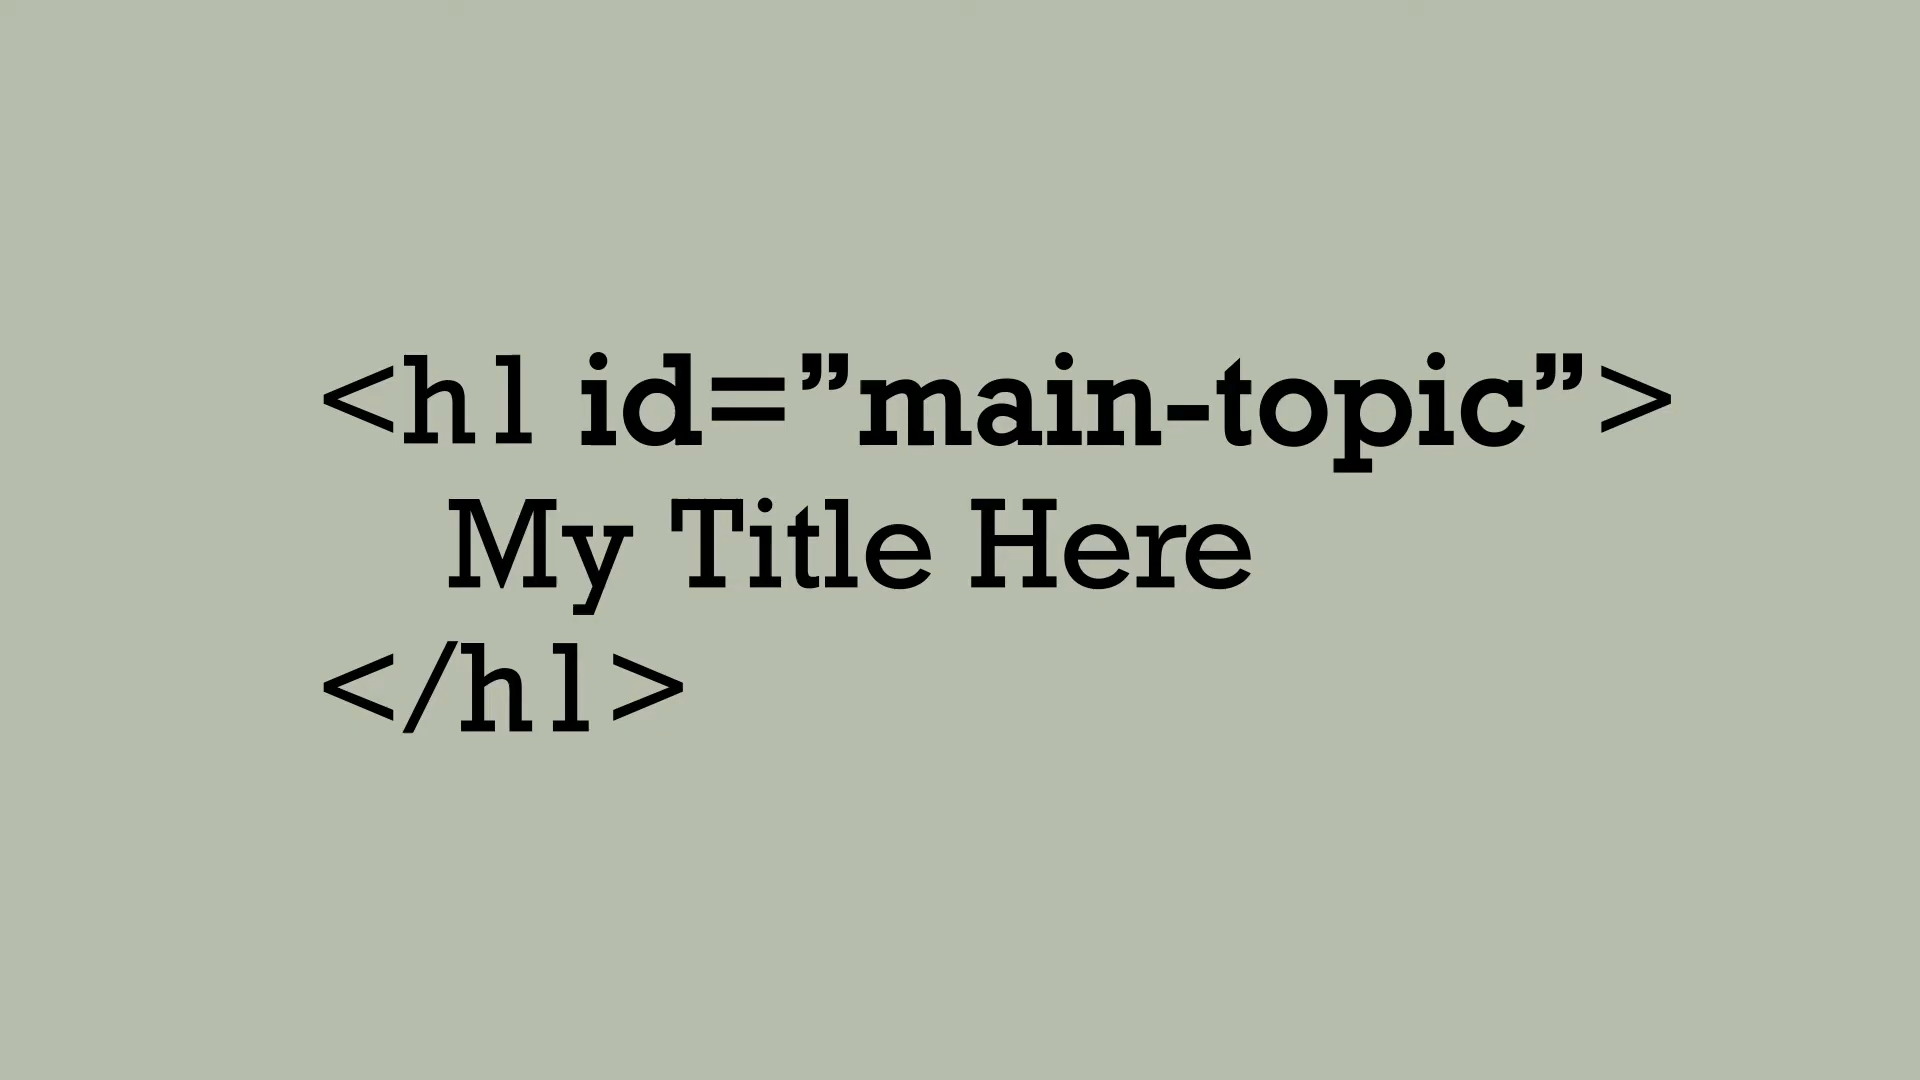 <h1 id=”main-topic”>
My Title Here
</h1>